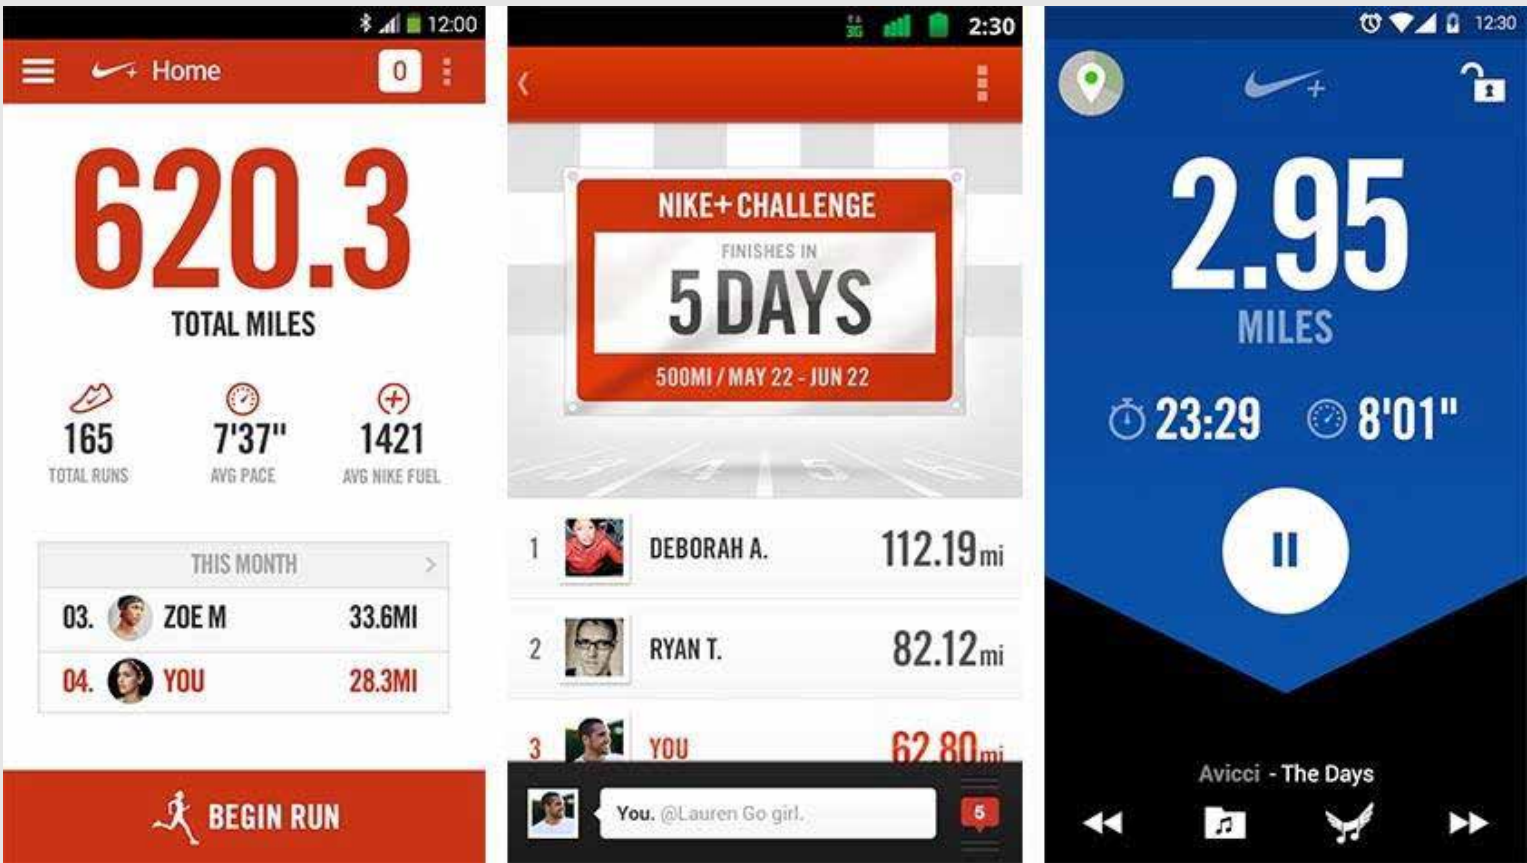 12:00
Home
0
620.3
TOTAL MILES
165
7'37"
1421
TOTAL RUNS
AVG PACE
AVG NIKE FUEL
THIS MONTH
03. ZOE M 33.6MI
04. YOU 28.3MI
BEGIN RUN
3G 2:30
NIKE+ CHALLENGE
FINISHES IN
5 DAYS
500MI / MAY 22 - JUN 22
1 DEBORAH A. 112.19mi
2 RYAN T. 82.12mi
3 YOU 62.80mi
You. @Lauren Go girl.
5
12:30
2.95
MILES
23:29 8'01"
Avicci - The Days